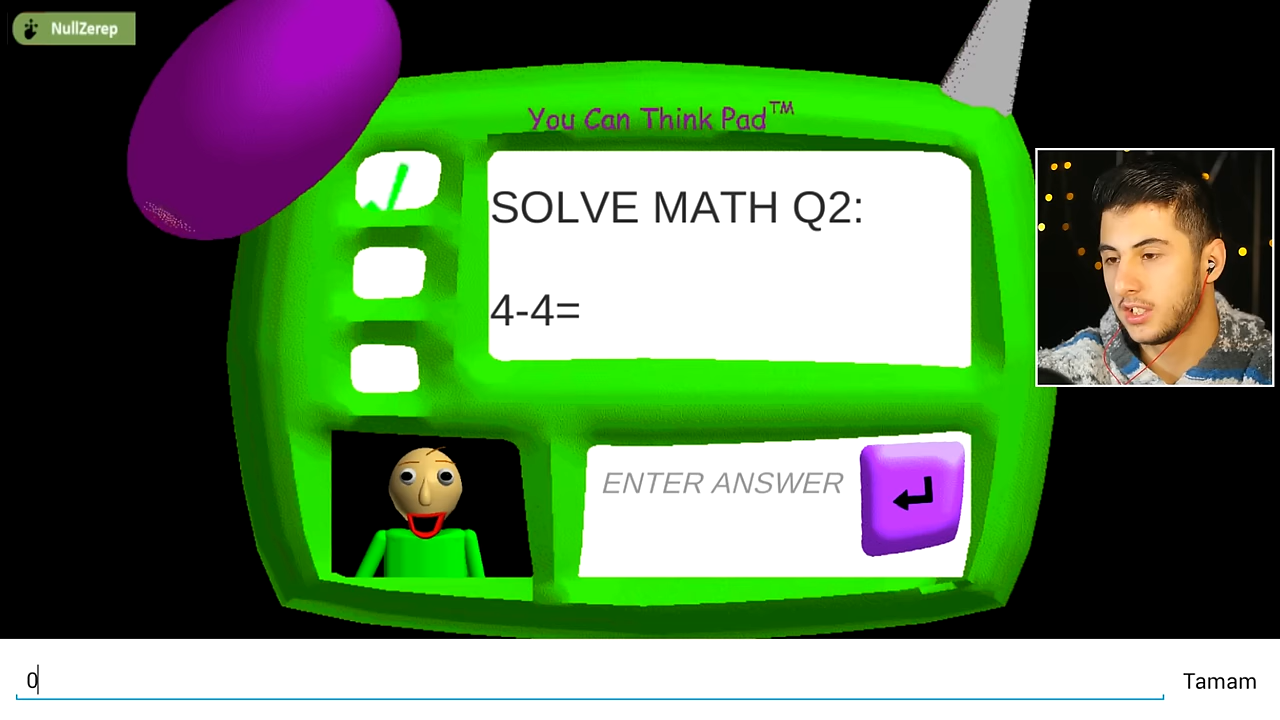 NullZerep
You Can Think Pad™
SOLVE MATH Q2:
4-4=
ENTER ANSWER
0
Tamam